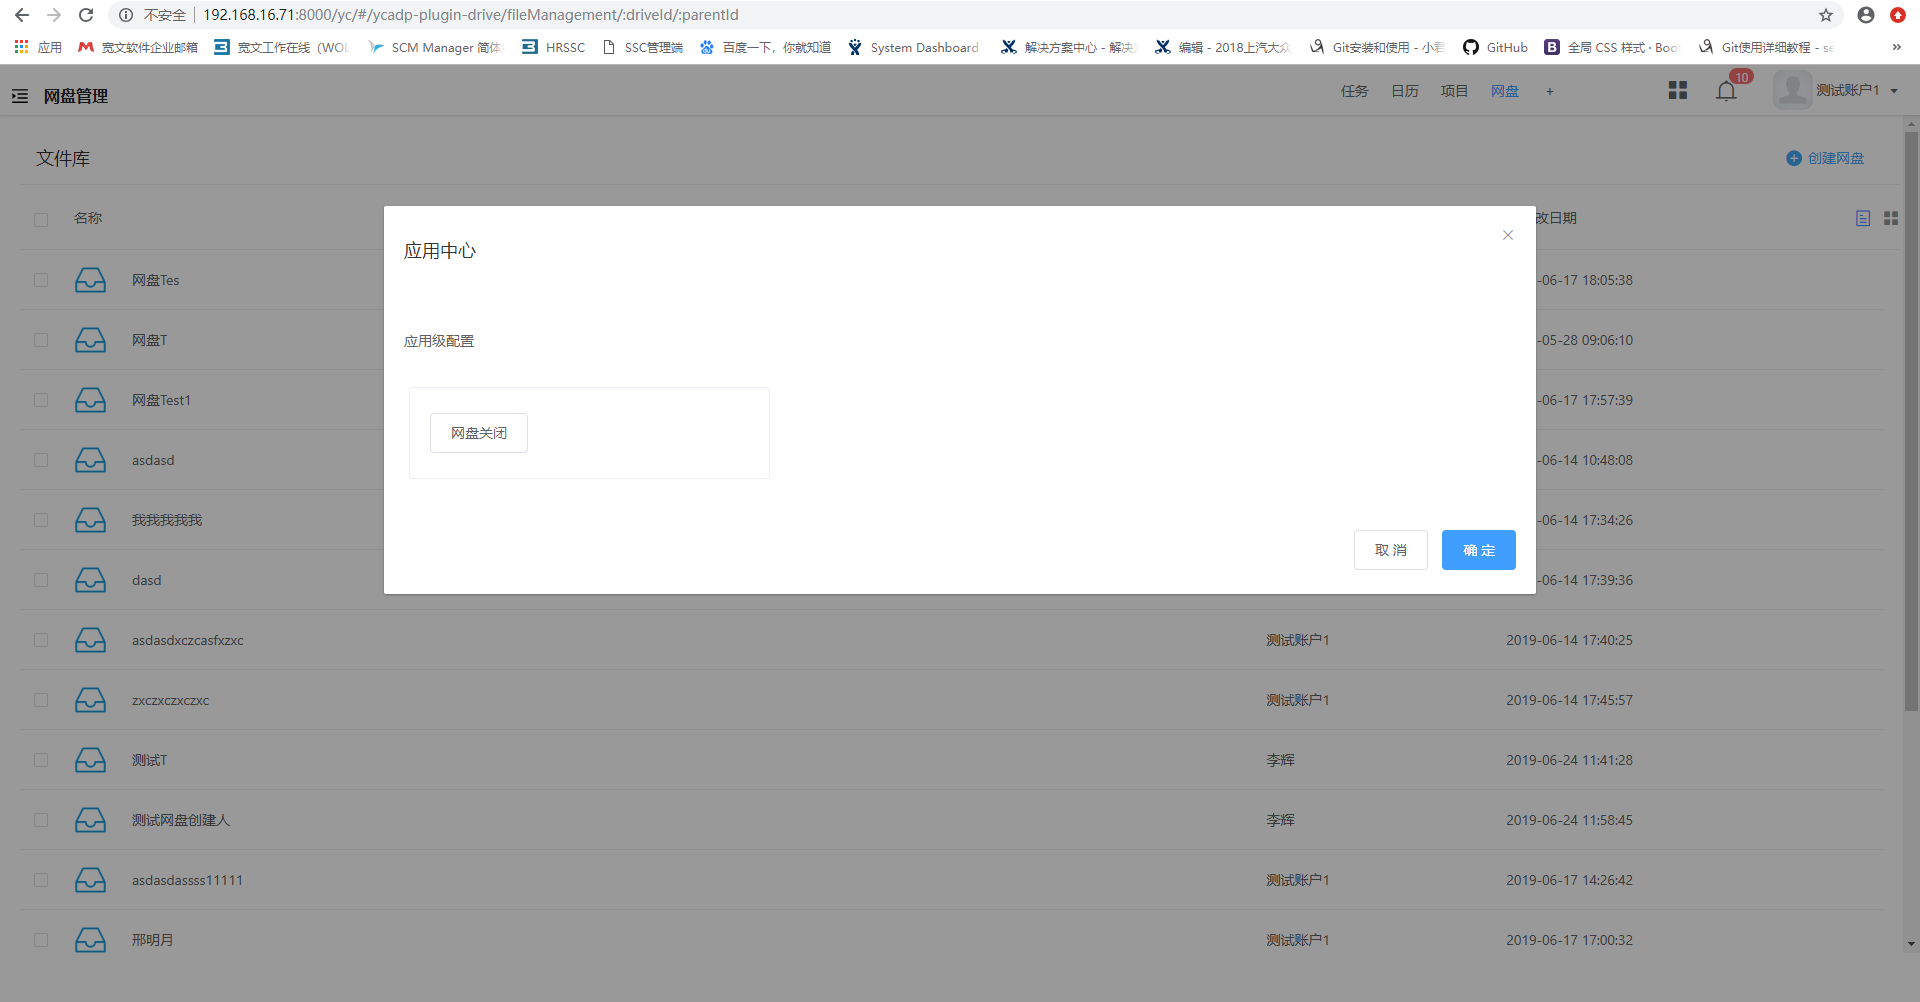 不安全 192.168.16.71:8000/yc/#/ycadp-plugin-drive/fileManagement/:driveId/:parentId
应用 宽文软件企业邮箱 宽文工作在线（WOL SCM Manager 简体 HRSSC SSC管理端 百度一下，你就知道 System Dashboard 解决方案中心 - 解决 编辑 - 2018上汽大众 Git安装和使用 - 小君 GitHub 全局 CSS 样式 · Boo Git使用详细教程 - se
网盘管理 任务 日历 项目 网盘 + 10 测试账户1
文件库 创建网盘
名称 改日期
应用中心
应用级配置
网盘关闭
取 消 确 定
网盘Tes -06-17 18:05:38
网盘T -05-28 09:06:10
网盘Test1 -06-17 17:57:39
asdasd -06-14 10:48:08
我我我我我 -06-14 17:34:26
dasd -06-14 17:39:36
asdasdxczcasfxzxc 测试账户1 2019-06-14 17:40:25
zxczxczxczxc 测试账户1 2019-06-14 17:45:57
测试T 李辉 2019-06-24 11:41:28
测试网盘创建人 李辉 2019-06-24 11:58:45
asdasdassss11111 测试账户1 2019-06-17 14:26:42
邢明月 测试账户1 2019-06-17 17:00:32